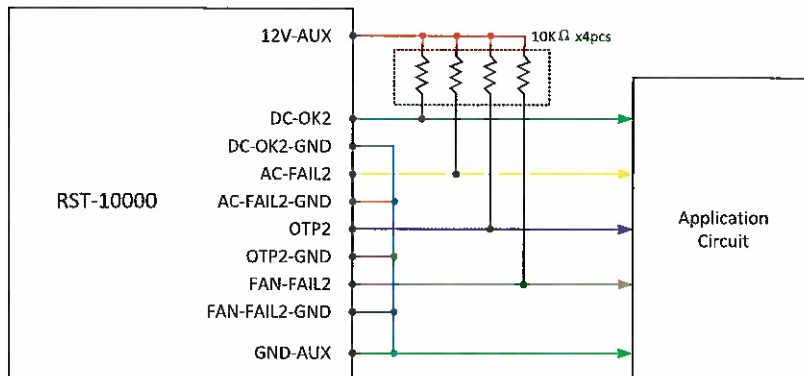 12V-AUX
10KΩ x4pcs
DC-OK2
DC-OK2-GND
AC-FAIL2
RST-10000
AC-FAIL2-GND
OTP2
Application
Circuit
OTP2-GND
FAN-FAIL2
FAN-FAIL2-GND
GND-AUX